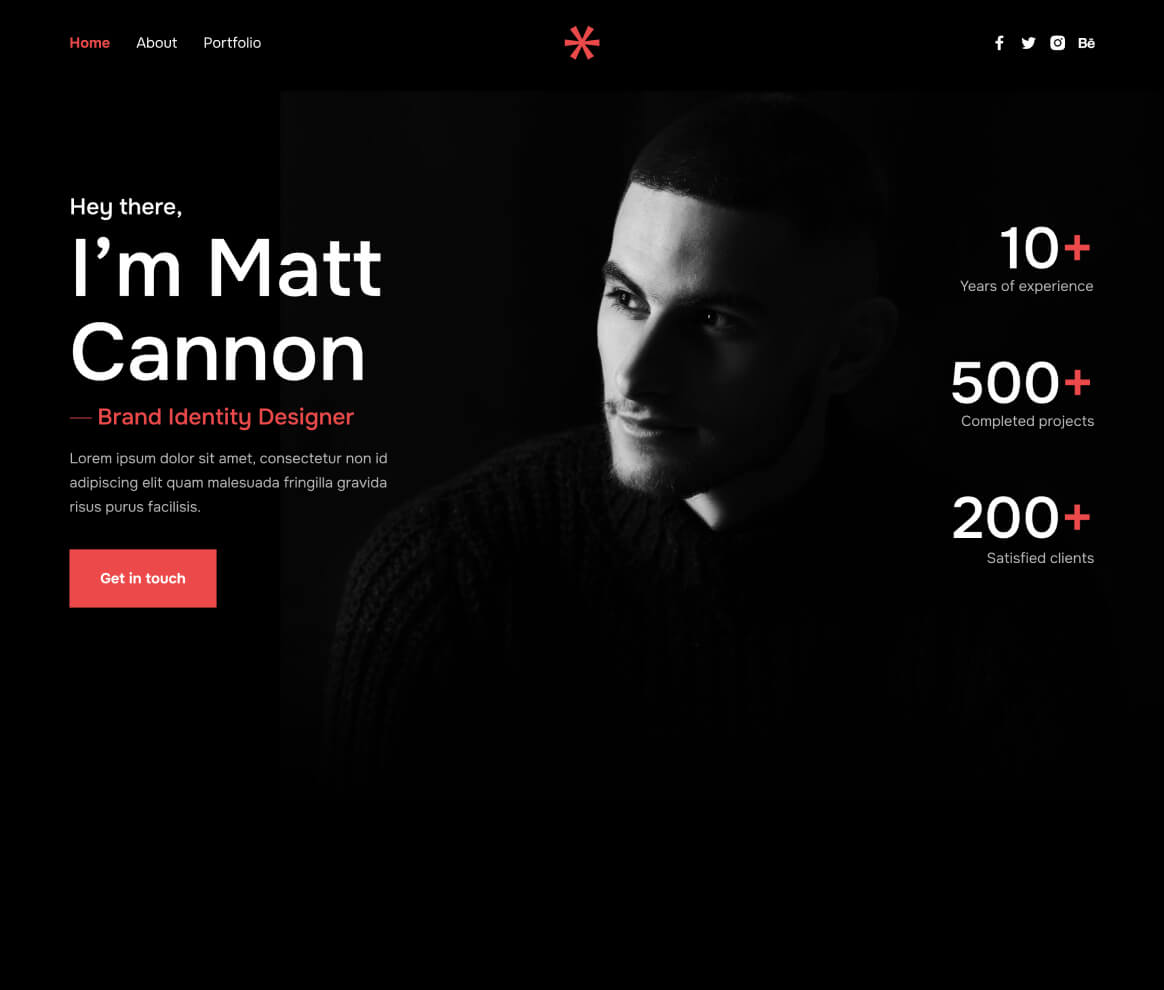 Home About Portfolio Bē
Hey there,
I’m Matt
Cannon
— Brand Identity Designer
Lorem ipsum dolor sit amet, consectetur non id
adipiscing elit quam malesuada fringilla gravida
risus purus facilisis.
Get in touch
10+
Years of experience
500+
Completed projects
200+
Satisfied clients